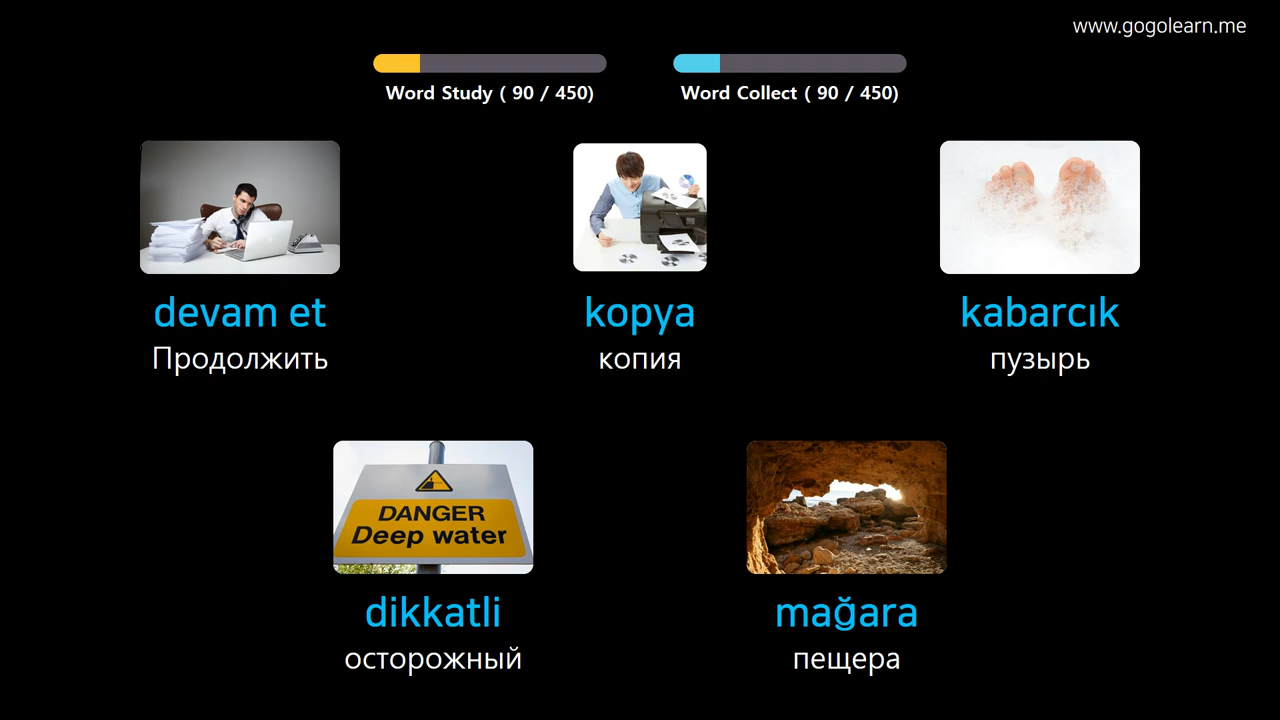 www.gogolearn.me
Word Study ( 90 / 450)
Word Collect ( 90 / 450)
devam et
Продолжить
kopya
копия
kabarcık
пузырь
DANGER
Deep water
dikkatli
осторожный
mağara
пещера